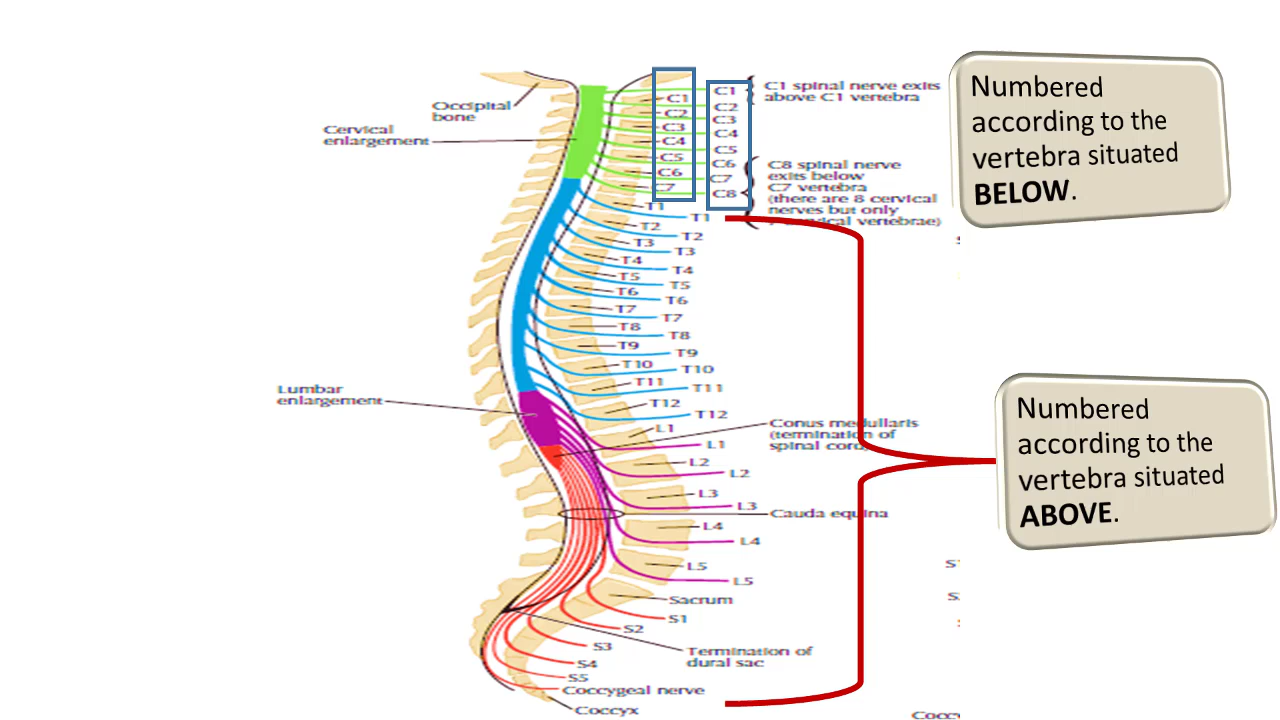 Numbered
according to the
vertebra situated
BELOW.
Occipital
bone
Cervical
enlargement
C1
C2
C3
C4
C5
C6
C7
C1
C2
C3
C4
C5
C6
C7
C8
C1 spinal nerve exits
above C1 vertebra
C8 spinal nerve
exits below
C7 vertebra
(there are 8 cervical
nerves but only
cervical vertebrae)
T1
T1
T2
T2
T3
T3
T4
T4
T5
T5
T6
T6
T7
T7
T8
T8
T9
T9
T10
T10
T11
T11
T12
T12
Lumbar
enlargement
Numbered
according to the
vertebra situated
ABOVE.
L1
L1
Conus medullaris
(termination of
spinal cord)
L2
L2
L3
L3
Cauda equina
L4
L4
L5
L5
Sacrum
S1
S2
S3
S4
S5
Termination of
dural sac
Coccygeal nerve
Coccyx